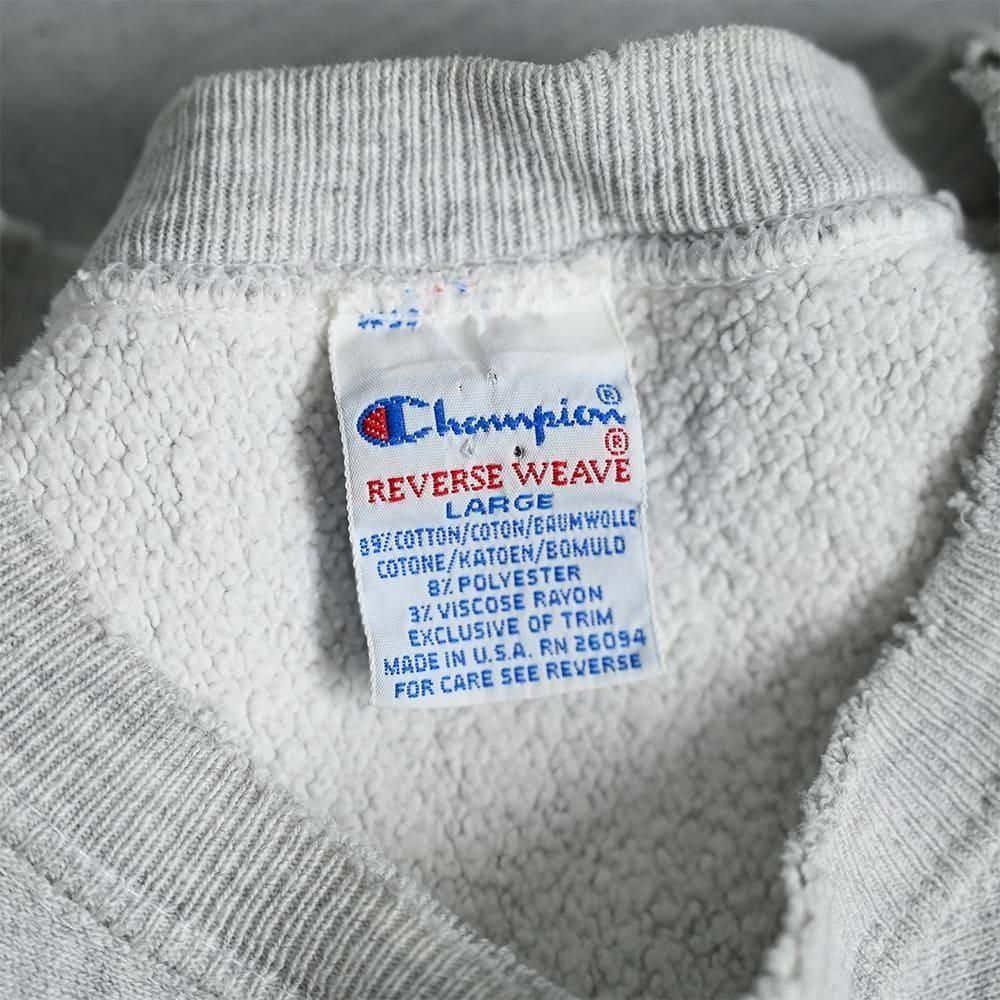 Champion®
®
REVERSE WEAVE
LARGE
89% COTTON/COTON/BAUMWOLLE
COTONE/KATOEN/BOMULD
8% POLYESTER
3% VISCOSE RAYON
EXCLUSIVE OF TRIM
MADE IN U.S.A. RN 26094
FOR CARE SEE REVERSE